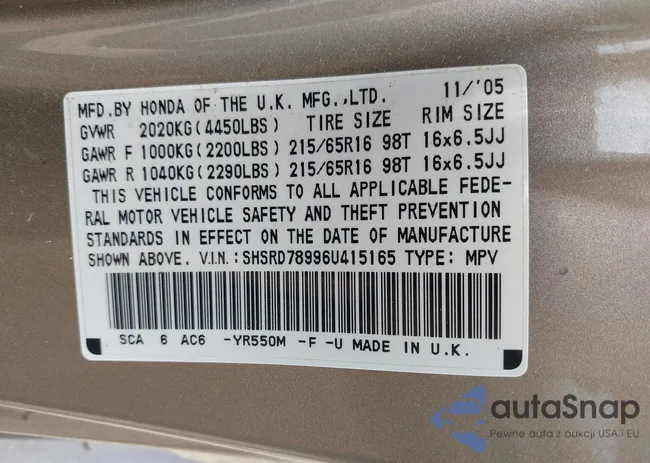 MFD.BY HONDA OF THE U.K. MFG.,LTD. 11/'05
GVWR 2020KG(4450LBS) TIRE SIZE RIM SIZE
GAWR F 1000KG(2200LBS) 215/65R16 98T 16x6.5JJ
GAWR R 1040KG(2290LBS) 215/65R16 98T 16x6.5JJ
THIS VEHICLE CONFORMS TO ALL APPLICABLE FEDE-
RAL MOTOR VEHICLE SAFETY AND THEFT PREVENTION
STANDARDS IN EFFECT ON THE DATE OF MANUFACTURE
SHOWN ABOVE. V.I.N.: SHSRD78996U415165 TYPE: MPV
SCA 6 AC6 -YR550M -F -U MADE IN U.K.
autaSnap
Pewne auta z aukcji USA i EU